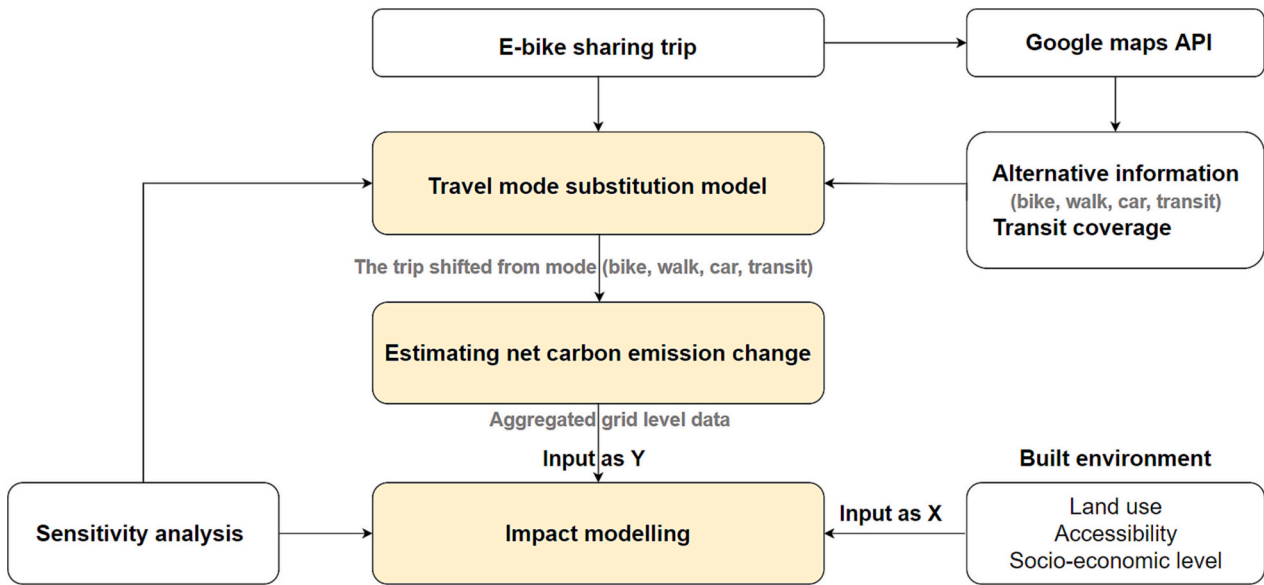 E-bike sharing trip
Google maps API
Travel mode substitution model
Alternative information
(bike, walk, car, transit)
Transit coverage
The trip shifted from mode (bike, walk, car, transit)
Estimating net carbon emission change
Aggregated grid level data
Input as Y
Built environment
Sensitivity analysis
Impact modelling
Input as X
Land use
Accessibility
Socio-economic level